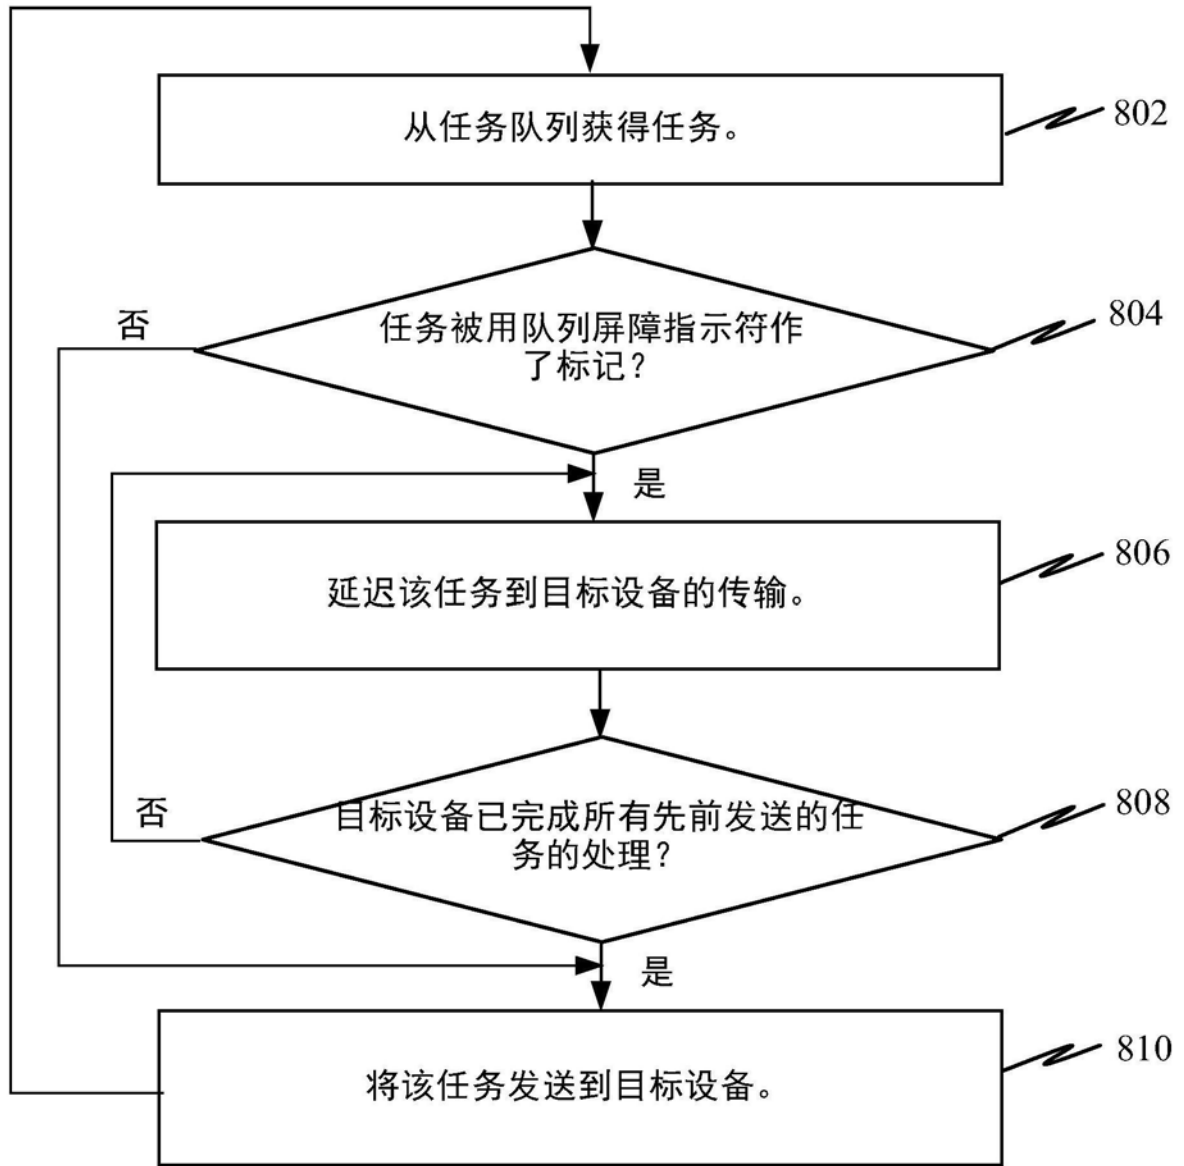 从任务队列获得任务。
802
否
任务被用队列屏障指示符作
了标记？
804
是
延迟该任务到目标设备的传输。
806
否
目标设备已完成所有先前发送的任
务的处理？
808
是
将该任务发送到目标设备。
810